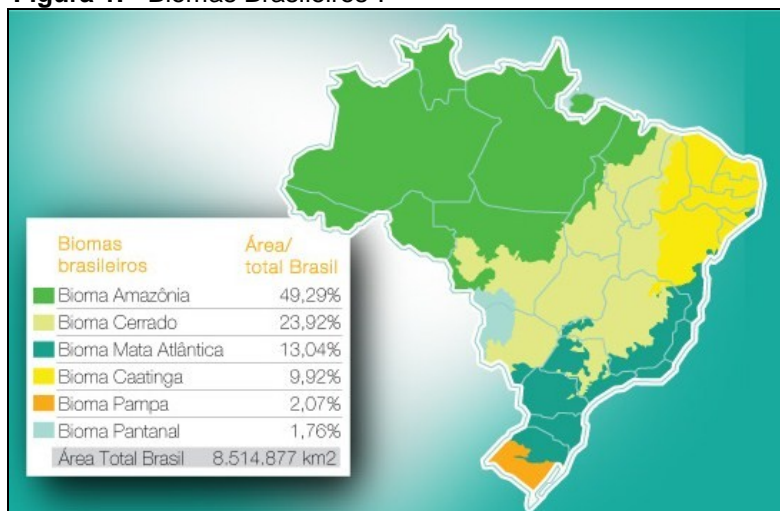 Figura 1. Biomas Brasileiros .
Biomas brasileiros Área/ total Brasil
Bioma Amazônia 49,29%
Bioma Cerrado 23,92%
Bioma Mata Atlântica 13,04%
Bioma Caatinga 9,92%
Bioma Pampa 2,07%
Bioma Pantanal 1,76%
Área Total Brasil 8.514.877 km2